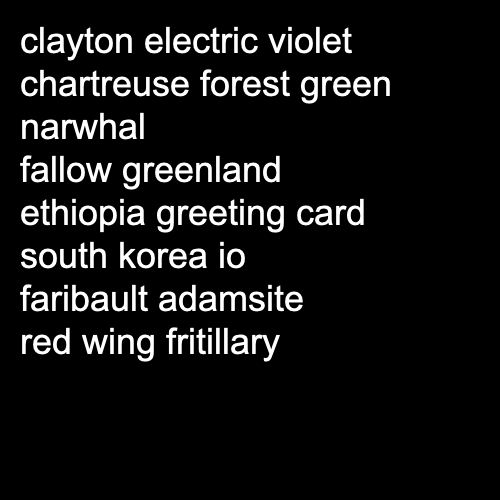 clayton electric violet
chartreuse forest green
narwhal
fallow greenland
ethiopia greeting card
south korea io
faribault adamsite
red wing fritillary